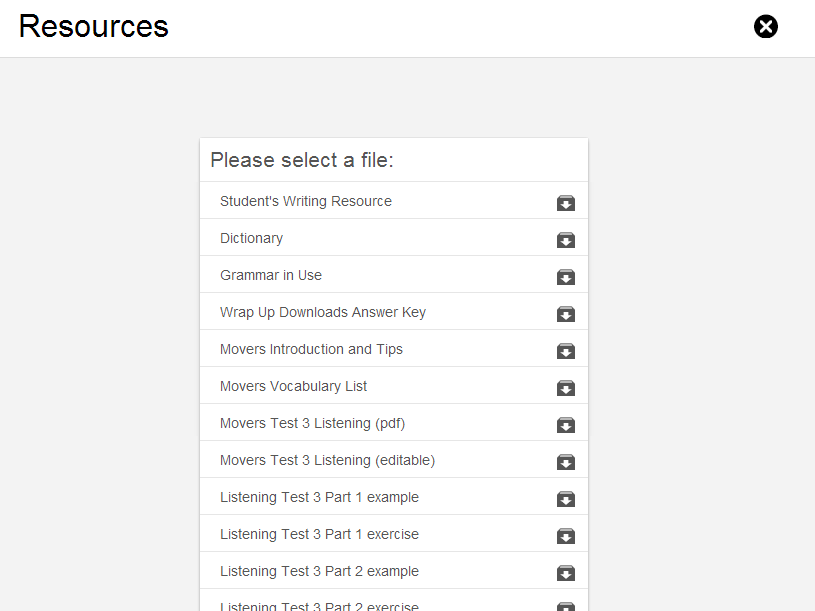 Resources
Please select a file:
Student's Writing Resource
Dictionary
Grammar in Use
Wrap Up Downloads Answer Key
Movers Introduction and Tips
Movers Vocabulary List
Movers Test 3 Listening (pdf)
Movers Test 3 Listening (editable)
Listening Test 3 Part 1 example
Listening Test 3 Part 1 exercise
Listening Test 3 Part 2 example
Listening Test 3 Part 2 exercise